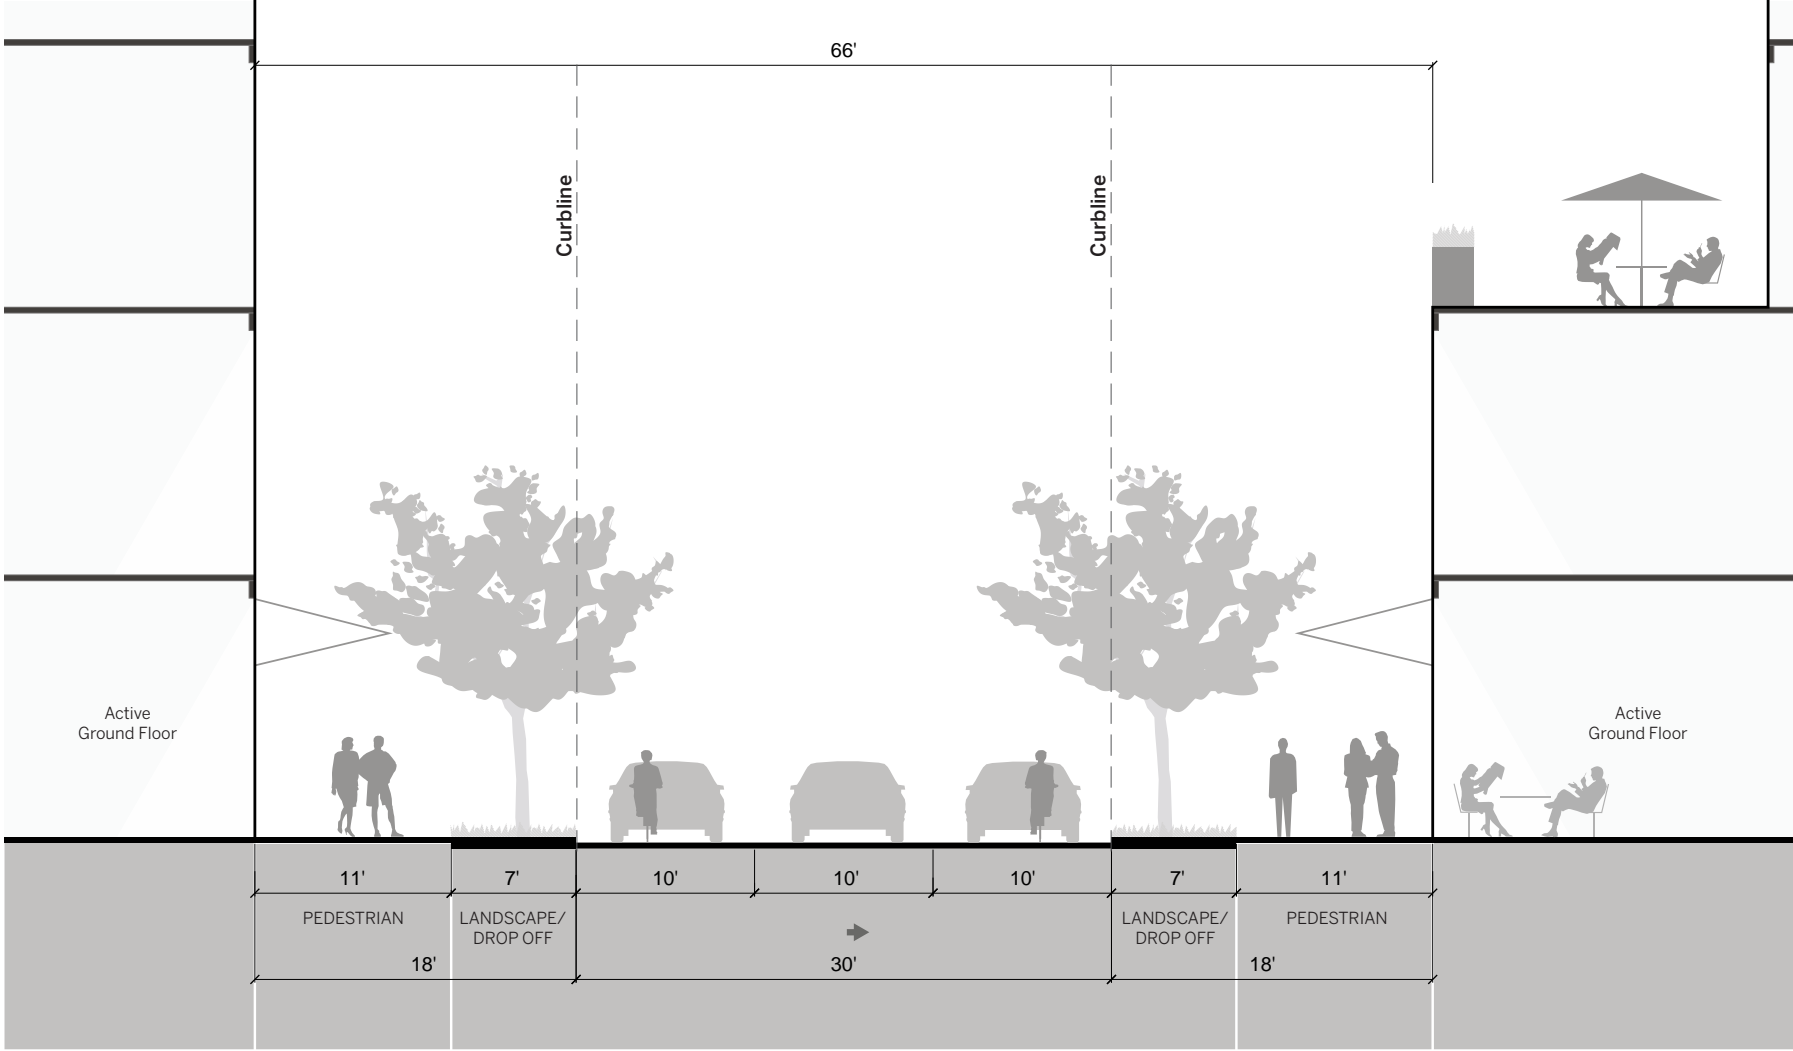 66'
Curbline
Curbline
Active
Ground Floor
Active
Ground Floor
11'
7'
10'
10'
10'
7'
11'
PEDESTRIAN
LANDSCAPE/
DROP OFF
LANDSCAPE/
DROP OFF
PEDESTRIAN
18'
30'
18'